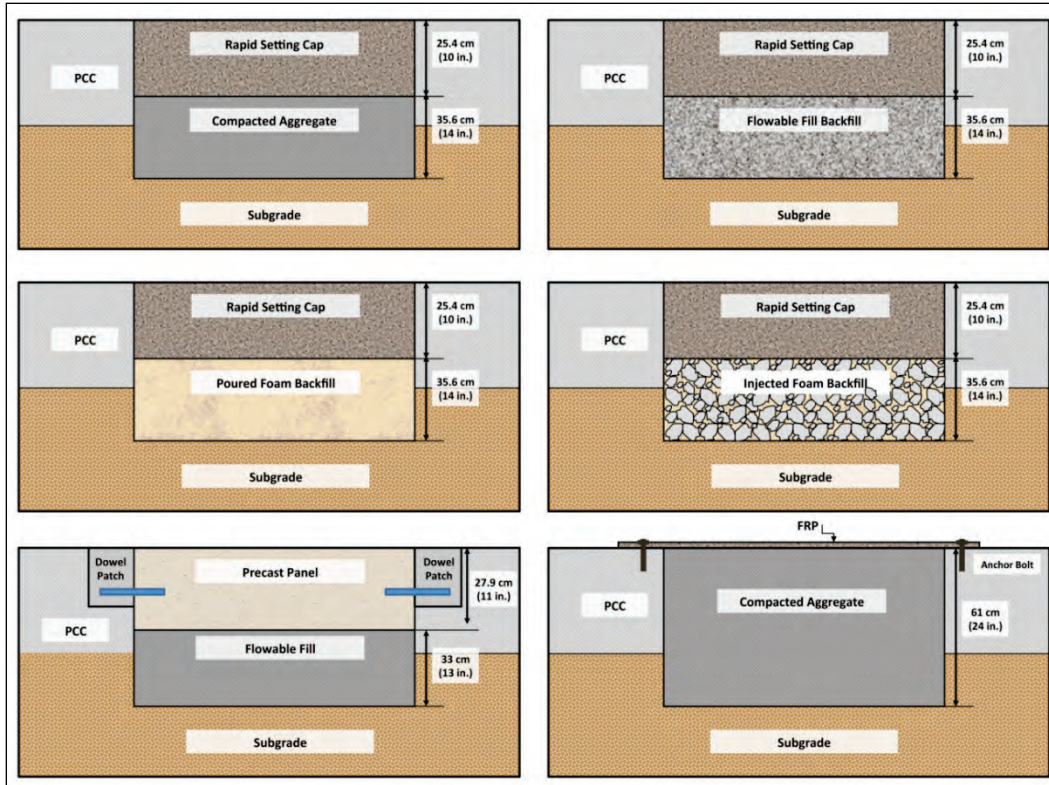 Rapid Setting Cap
25.4 cm
(10 in.)
PCC
Compacted Aggregate
35.6 cm
(14 in.)
Subgrade
Rapid Setting Cap
25.4 cm
(10 in.)
PCC
Flowable Fill Backfill
35.6 cm
(14 in.)
Subgrade
Rapid Setting Cap
25.4 cm
(10 in.)
PCC
Poured Foam Backfill
35.6 cm
(14 in.)
Subgrade
Rapid Setting Cap
25.4 cm
(10 in.)
PCC
Injected Foam Backfill
35.6 cm
(14 in.)
Subgrade
Dowel
Patch
Precast Panel
Dowel
Patch
27.9 cm
(11 in.)
PCC
Flowable Fill
33 cm
(13 in.)
Subgrade
FRP
Anchor Bolt
PCC
Compacted Aggregate
61 cm
(24 in.)
Subgrade